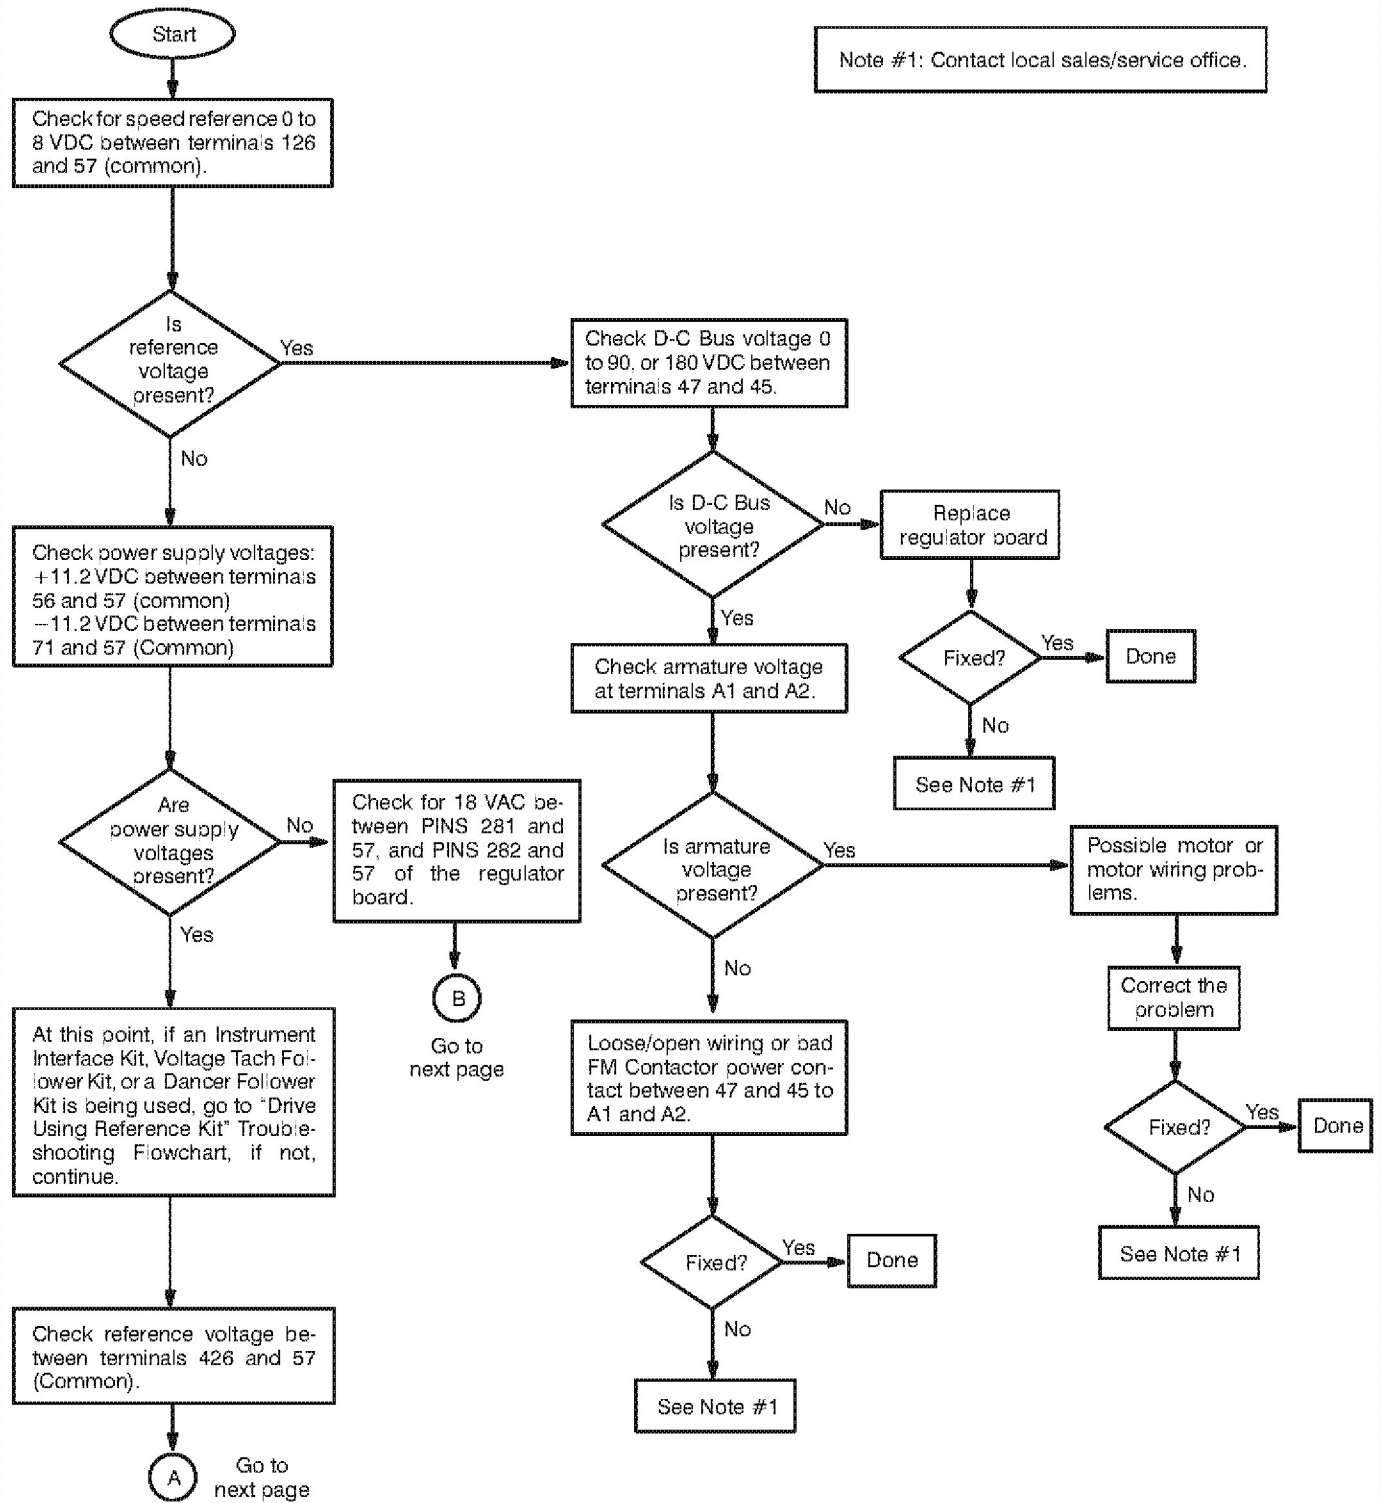 Start
Note #1: Contact local sales/service office.
Check for speed reference 0 to
8 VDC between terminals 126
and 57 (common).
Is
reference
voltage
present?
Yes
No
Check D-C Bus voltage 0
to 90, or 180 VDC between
terminals 47 and 45.
Is D-C Bus
voltage
present?
No
Yes
Replace
regulator board
Fixed?
Yes
Done
No
See Note #1
Check power supply voltages:
+11.2 VDC between terminals
56 and 57 (common)
−11.2 VDC between terminals
71 and 57 (Common)
Check armature voltage
at terminals A1 and A2.
Are
power supply
voltages
present?
No
Yes
Check for 18 VAC be-
tween PINS 281 and
57, and PINS 282 and
57 of the regulator
board.
B
Go to
next page
Is armature
voltage
present?
Yes
No
Possible motor or
motor wiring prob-
lems.
Correct the
problem
Fixed?
Yes
Done
No
See Note #1
At this point, if an Instrument
Interface Kit, Voltage Tach Fol-
lower Kit, or a Dancer Follower
Kit is being used, go to “Drive
Using Reference Kit” Trouble-
shooting Flowchart, if not,
continue.
Loose/open wiring or bad
FM Contactor power con-
tact between 47 and 45 to
A1 and A2.
Fixed?
Yes
Done
No
See Note #1
Check reference voltage be-
tween terminals 426 and 57
(Common).
A
Go to
next page